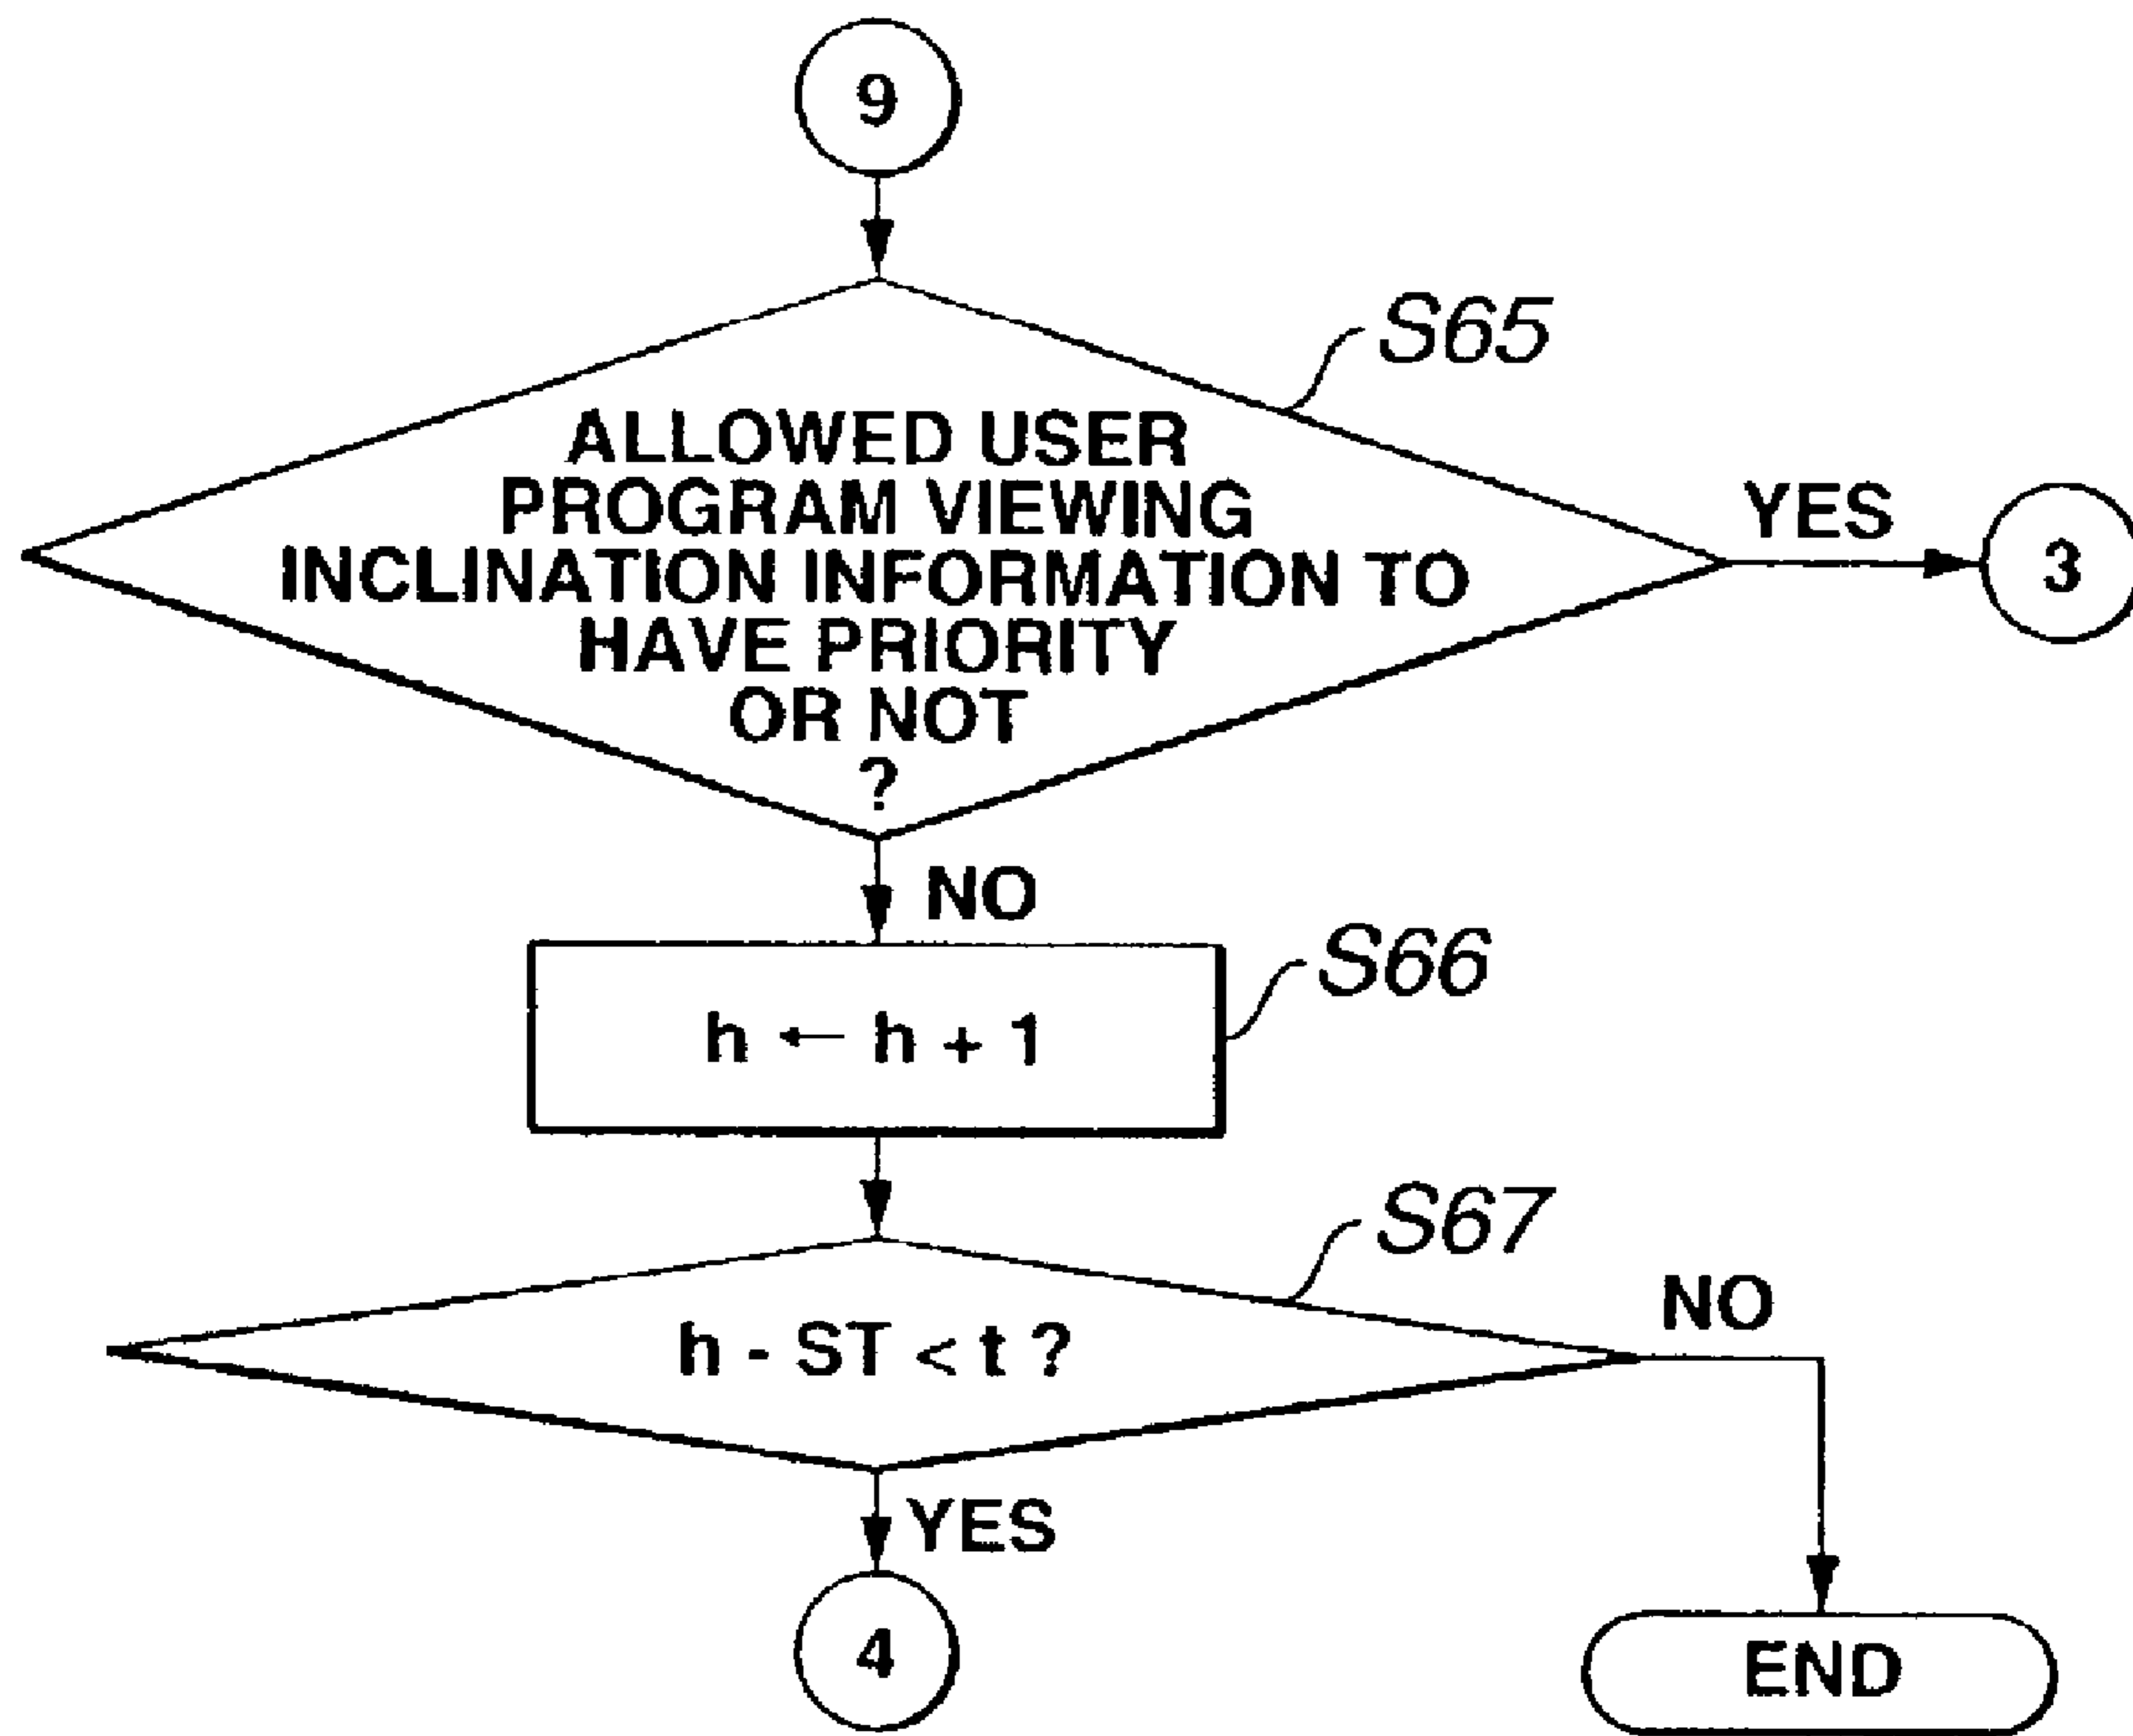 9
S65
ALLOWED USER
PROGRAM VIEWING
INCLINATION INFORMATION TO
HAVE PRIORITY
OR NOT
?
YES
3
NO
S66
h ← h + 1
S67
h - ST < t ?
NO
YES
4
END